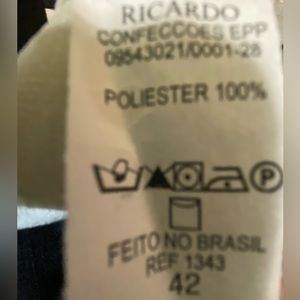 RICARDO
CONFECCOES EPP
09543021/0001-28
POLIESTER 100%
P
FEITO NO BRASIL
REF 1343
42